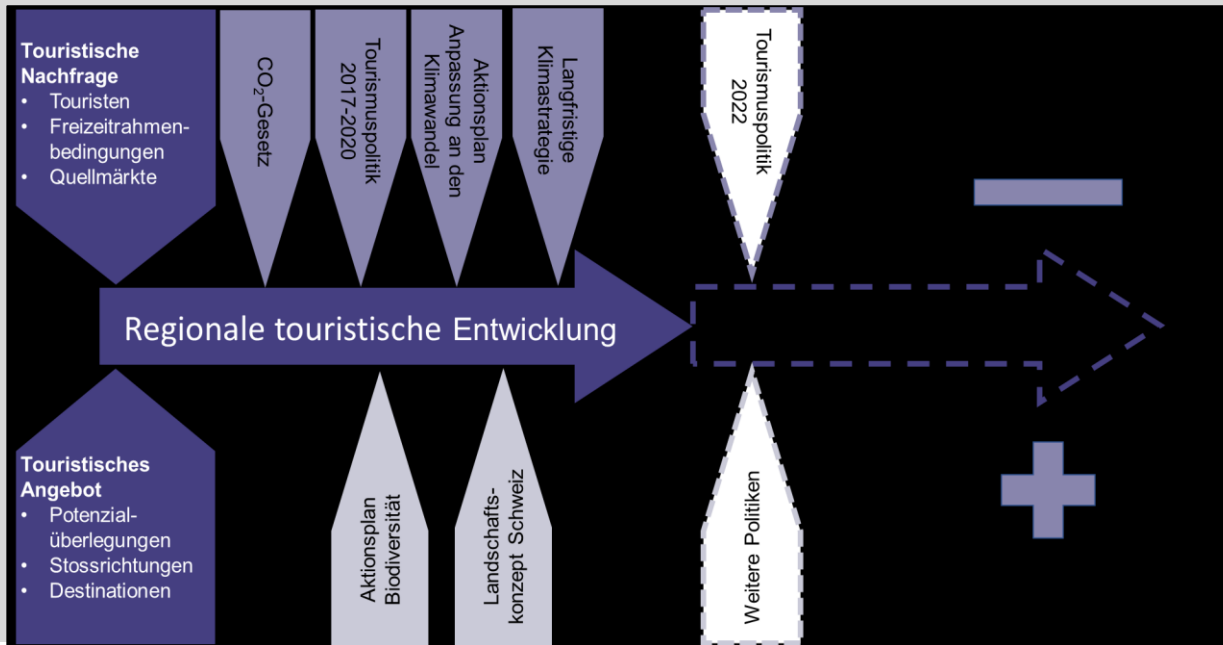 Touristische
Nachfrage
• Touristen
• Freizeitrahmen-
bedingungen
• Quellmärkte
CO₂-Gesetz
Tourismuspolitik
2017-2020
Aktionsplan
Anpassung an den
Klimawandel
Langfristige
Klimastrategie
Tourismuspolitik
2022
Regionale touristische Entwicklung
Touristisches
Angebot
• Potenzial-
überlegungen
• Stossrichtungen
• Destinationen
Aktionsplan
Biodiversität
Landschafts-
konzept Schweiz
Weitere Politiken